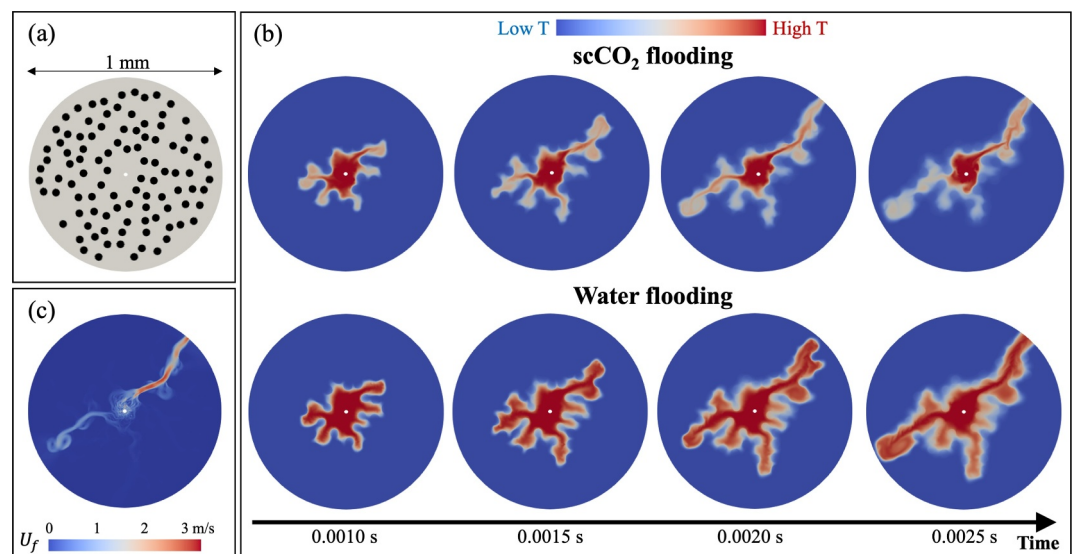 (a)
1 mm
(b)
Low T
High T
scCO₂ flooding
Water flooding
(c)
U_f 0 1 2 3 m/s
0.0010 s 0.0015 s 0.0020 s 0.0025 s Time